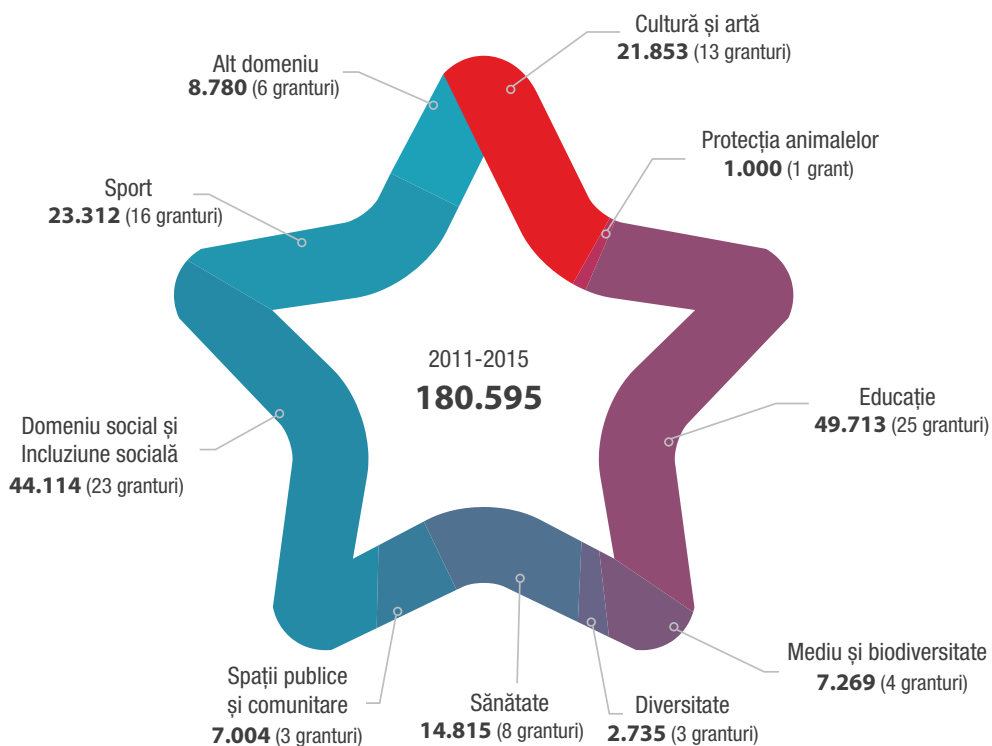 Cultură și artă
21.853 (13 granturi)
Alt domeniu
8.780 (6 granturi)
Protecția animalelor
1.000 (1 grant)
Sport
23.312 (16 granturi)
2011-2015
180.595
Educație
49.713 (25 granturi)
Domeniu social și
Incluziune socială
44.114 (23 granturi)
Mediu și biodiversitate
7.269 (4 granturi)
Spații publice
și comunitare
7.004 (3 granturi)
Sănătate
14.815 (8 granturi)
Diversitate
2.735 (3 granturi)